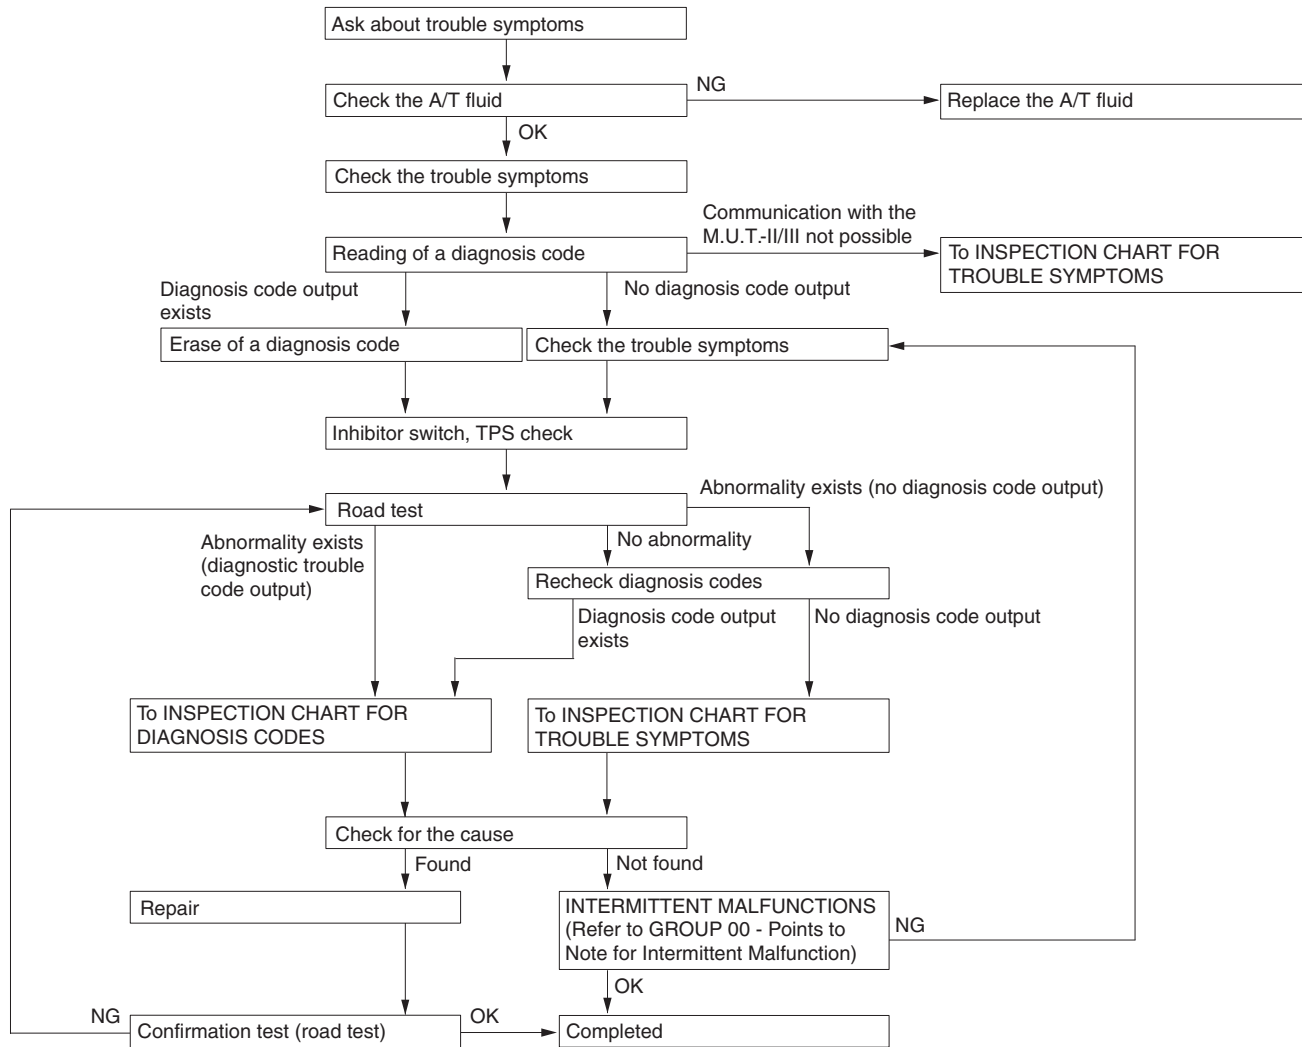 Ask about trouble symptoms
NG
Check the A/T fluid
Replace the A/T fluid
OK
Check the trouble symptoms
Communication with the
M.U.T.-II/III not possible
Reading of a diagnosis code
To INSPECTION CHART FOR
TROUBLE SYMPTOMS
Diagnosis code output
exists
No diagnosis code output
Erase of a diagnosis code
Check the trouble symptoms
Inhibitor switch, TPS check
Abnormality exists (no diagnosis code output)
Road test
Abnormality exists
(diagnostic trouble
code output)
No abnormality
Recheck diagnosis codes
Diagnosis code output
exists
No diagnosis code output
To INSPECTION CHART FOR
DIAGNOSIS CODES
To INSPECTION CHART FOR
TROUBLE SYMPTOMS
Check for the cause
Found
Not found
Repair
INTERMITTENT MALFUNCTIONS
(Refer to GROUP 00 - Points to
Note for Intermittent Malfunction)
NG
OK
NG
Confirmation test (road test)
OK
Completed